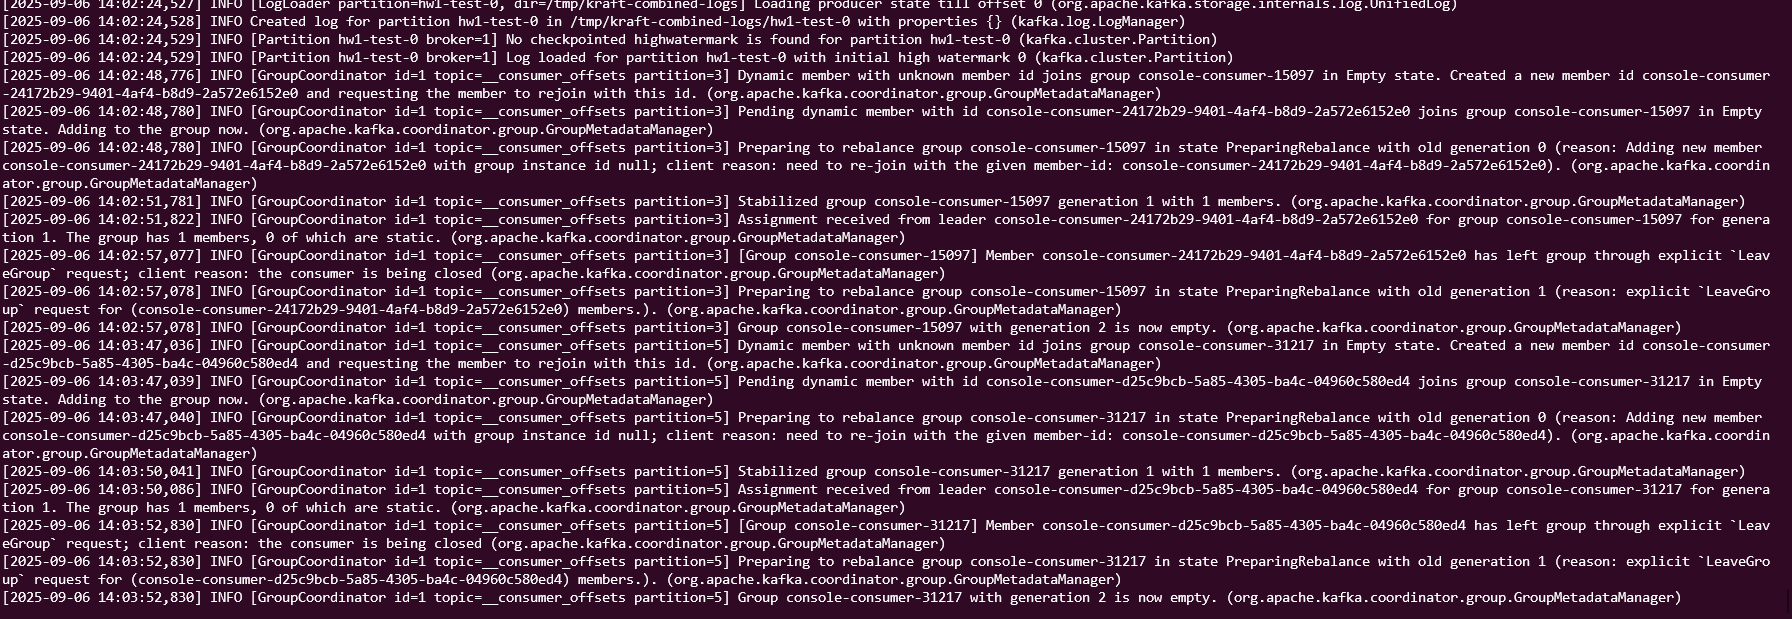 [2025-09-06 14:02:24,527] INFO [LogLoader partition=hw1-test-0, dir=/tmp/kraft-combined-logs] Loading producer state till offset 0 (org.apache.kafka.storage.internals.log.UnifiedLog)
[2025-09-06 14:02:24,528] INFO Created log for partition hw1-test-0 in /tmp/kraft-combined-logs/hw1-test-0 with properties {} (kafka.log.LogManager)
[2025-09-06 14:02:24,529] INFO [Partition hw1-test-0 broker=1] No checkpointed highwatermark is found for partition hw1-test-0 (kafka.cluster.Partition)
[2025-09-06 14:02:24,529] INFO [Partition hw1-test-0 broker=1] Log loaded for partition hw1-test-0 with initial high watermark 0 (kafka.cluster.Partition)
[2025-09-06 14:02:48,776] INFO [GroupCoordinator id=1 topic=__consumer_offsets partition=3] Dynamic member with unknown member id joins group console-consumer-15097 in Empty state. Created a new member id console-consumer
-24172b29-9401-4af4-b8d9-2a572e6152e0 and requesting the member to rejoin with this id. (org.apache.kafka.coordinator.group.GroupMetadataManager)
[2025-09-06 14:02:48,780] INFO [GroupCoordinator id=1 topic=__consumer_offsets partition=3] Pending dynamic member with id console-consumer-24172b29-9401-4af4-b8d9-2a572e6152e0 joins group console-consumer-15097 in Empty
state. Adding to the group now. (org.apache.kafka.coordinator.group.GroupMetadataManager)
[2025-09-06 14:02:48,780] INFO [GroupCoordinator id=1 topic=__consumer_offsets partition=3] Preparing to rebalance group console-consumer-15097 in state PreparingRebalance with old generation 0 (reason: Adding new member
console-consumer-24172b29-9401-4af4-b8d9-2a572e6152e0 with group instance id null; client reason: need to re-join with the given member-id: console-consumer-24172b29-9401-4af4-b8d9-2a572e6152e0). (org.apache.kafka.coordin
ator.group.GroupMetadataManager)
[2025-09-06 14:02:51,781] INFO [GroupCoordinator id=1 topic=__consumer_offsets partition=3] Stabilized group console-consumer-15097 generation 1 with 1 members. (org.apache.kafka.coordinator.group.GroupMetadataManager)
[2025-09-06 14:02:51,822] INFO [GroupCoordinator id=1 topic=__consumer_offsets partition=3] Assignment received from leader console-consumer-24172b29-9401-4af4-b8d9-2a572e6152e0 for group console-consumer-15097 for genera
tion 1. The group has 1 members, 0 of which are static. (org.apache.kafka.coordinator.group.GroupMetadataManager)
[2025-09-06 14:02:57,077] INFO [GroupCoordinator id=1 topic=__consumer_offsets partition=3] [Group console-consumer-15097] Member console-consumer-24172b29-9401-4af4-b8d9-2a572e6152e0 has left group through explicit `Leav
eGroup` request; client reason: the consumer is being closed (org.apache.kafka.coordinator.group.GroupMetadataManager)
[2025-09-06 14:02:57,078] INFO [GroupCoordinator id=1 topic=__consumer_offsets partition=3] Preparing to rebalance group console-consumer-15097 in state PreparingRebalance with old generation 1 (reason: explicit `LeaveGro
up` request for (console-consumer-24172b29-9401-4af4-b8d9-2a572e6152e0) members.). (org.apache.kafka.coordinator.group.GroupMetadataManager)
[2025-09-06 14:02:57,078] INFO [GroupCoordinator id=1 topic=__consumer_offsets partition=3] Group console-consumer-15097 with generation 2 is now empty. (org.apache.kafka.coordinator.group.GroupMetadataManager)
[2025-09-06 14:03:47,036] INFO [GroupCoordinator id=1 topic=__consumer_offsets partition=5] Dynamic member with unknown member id joins group console-consumer-31217 in Empty state. Created a new member id console-consumer
-d25c9bcb-5a85-4305-ba4c-04960c580ed4 and requesting the member to rejoin with this id. (org.apache.kafka.coordinator.group.GroupMetadataManager)
[2025-09-06 14:03:47,039] INFO [GroupCoordinator id=1 topic=__consumer_offsets partition=5] Pending dynamic member with id console-consumer-d25c9bcb-5a85-4305-ba4c-04960c580ed4 joins group console-consumer-31217 in Empty
state. Adding to the group now. (org.apache.kafka.coordinator.group.GroupMetadataManager)
[2025-09-06 14:03:47,040] INFO [GroupCoordinator id=1 topic=__consumer_offsets partition=5] Preparing to rebalance group console-consumer-31217 in state PreparingRebalance with old generation 0 (reason: Adding new member
console-consumer-d25c9bcb-5a85-4305-ba4c-04960c580ed4 with group instance id null; client reason: need to re-join with the given member-id: console-consumer-d25c9bcb-5a85-4305-ba4c-04960c580ed4). (org.apache.kafka.coordin
ator.group.GroupMetadataManager)
[2025-09-06 14:03:50,041] INFO [GroupCoordinator id=1 topic=__consumer_offsets partition=5] Stabilized group console-consumer-31217 generation 1 with 1 members. (org.apache.kafka.coordinator.group.GroupMetadataManager)
[2025-09-06 14:03:50,086] INFO [GroupCoordinator id=1 topic=__consumer_offsets partition=5] Assignment received from leader console-consumer-d25c9bcb-5a85-4305-ba4c-04960c580ed4 for group console-consumer-31217 for genera
tion 1. The group has 1 members, 0 of which are static. (org.apache.kafka.coordinator.group.GroupMetadataManager)
[2025-09-06 14:03:52,830] INFO [GroupCoordinator id=1 topic=__consumer_offsets partition=5] [Group console-consumer-31217] Member console-consumer-d25c9bcb-5a85-4305-ba4c-04960c580ed4 has left group through explicit `Leav
eGroup` request; client reason: the consumer is being closed (org.apache.kafka.coordinator.group.GroupMetadataManager)
[2025-09-06 14:03:52,830] INFO [GroupCoordinator id=1 topic=__consumer_offsets partition=5] Preparing to rebalance group console-consumer-31217 in state PreparingRebalance with old generation 1 (reason: explicit `LeaveGro
up` request for (console-consumer-d25c9bcb-5a85-4305-ba4c-04960c580ed4) members.). (org.apache.kafka.coordinator.group.GroupMetadataManager)
[2025-09-06 14:03:52,830] INFO [GroupCoordinator id=1 topic=__consumer_offsets partition=5] Group console-consumer-31217 with generation 2 is now empty. (org.apache.kafka.coordinator.group.GroupMetadataManager)